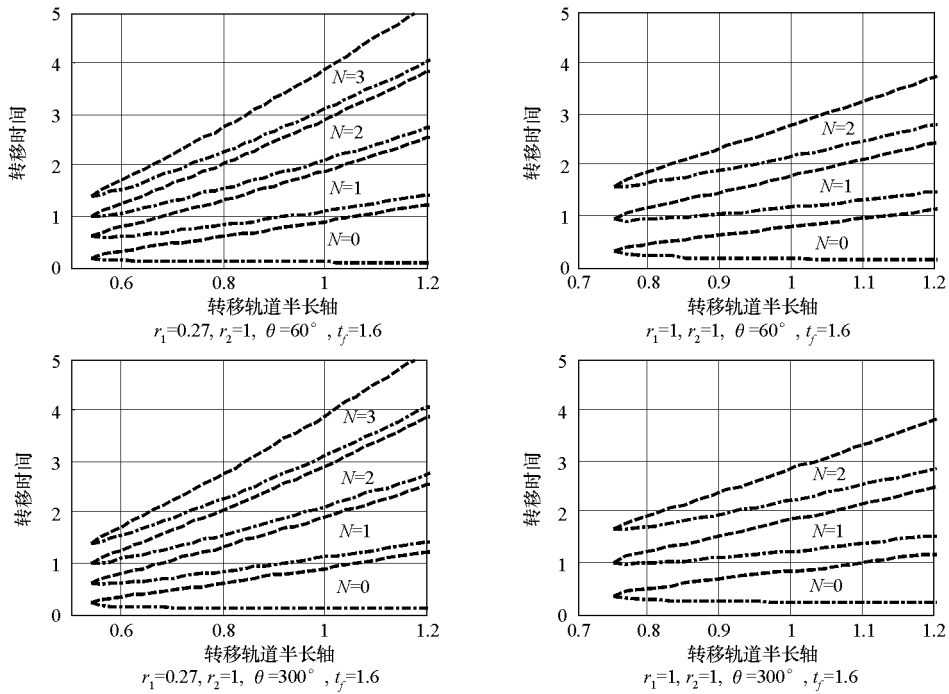 5
4
3
2
1
0
转移时间
N=3
N=2
N=1
N=0
0.6
0.8
1
1.2
转移轨道半长轴
r₁=0.27, r₂=1, θ=60°, t_f=1.6
5
4
3
2
1
0
转移时间
N=2
N=1
N=0
0.7
0.8
0.9
1
1.1
1.2
转移轨道半长轴
r₁=1, r₂=1, θ=60°, t_f=1.6
5
4
3
2
1
0
转移时间
N=3
N=2
N=1
N=0
0.6
0.8
1
1.2
转移轨道半长轴
r₁=0.27, r₂=1, θ=300°, t_f=1.6
5
4
3
2
1
0
转移时间
N=2
N=1
N=0
0.7
0.8
0.9
1
1.1
1.2
转移轨道半长轴
r₁=1, r₂=1, θ=300°, t_f=1.6